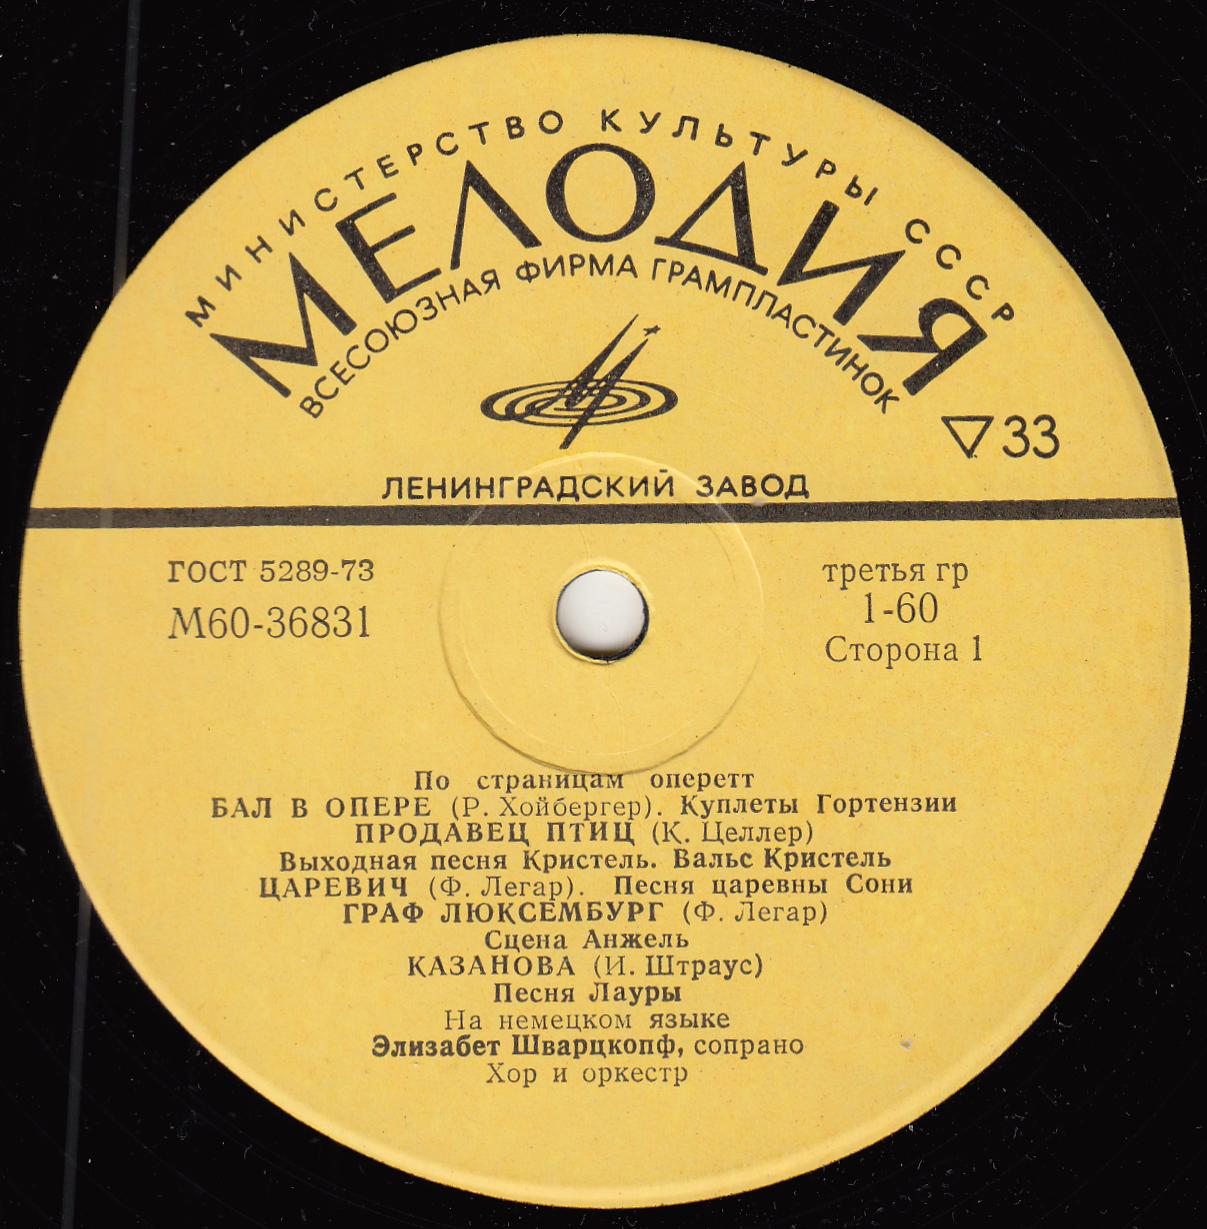 МИНИСТЕРСТВО КУЛЬТУРЫ СССР
МЕЛОДИЯ
ВСЕСОЮЗНАЯ ФИРМА ГРАМПЛАСТИНОК
▽33
ЛЕНИНГРАДСКИЙ ЗАВОД
ГОСТ 5289-73
М60-36831
третья гр
1-60
Сторона 1
По страницам оперетт
БАЛ В ОПЕРЕ (Р. Хойбергер). Куплеты Гортензии
ПРОДАВЕЦ ПТИЦ (К. Целлер)
Выходная песня Кристель. Вальс Кристель
ЦАРЕВИЧ (Ф. Легар). Песня царевны Сони
ГРАФ ЛЮКСЕМБУРГ (Ф. Легар)
Сцена Анжель
КАЗАНОВА (И. Штраус)
Песня Лауры
На немецком языке
Элизабет Шварцкопф, сопрано
Хор и оркестр